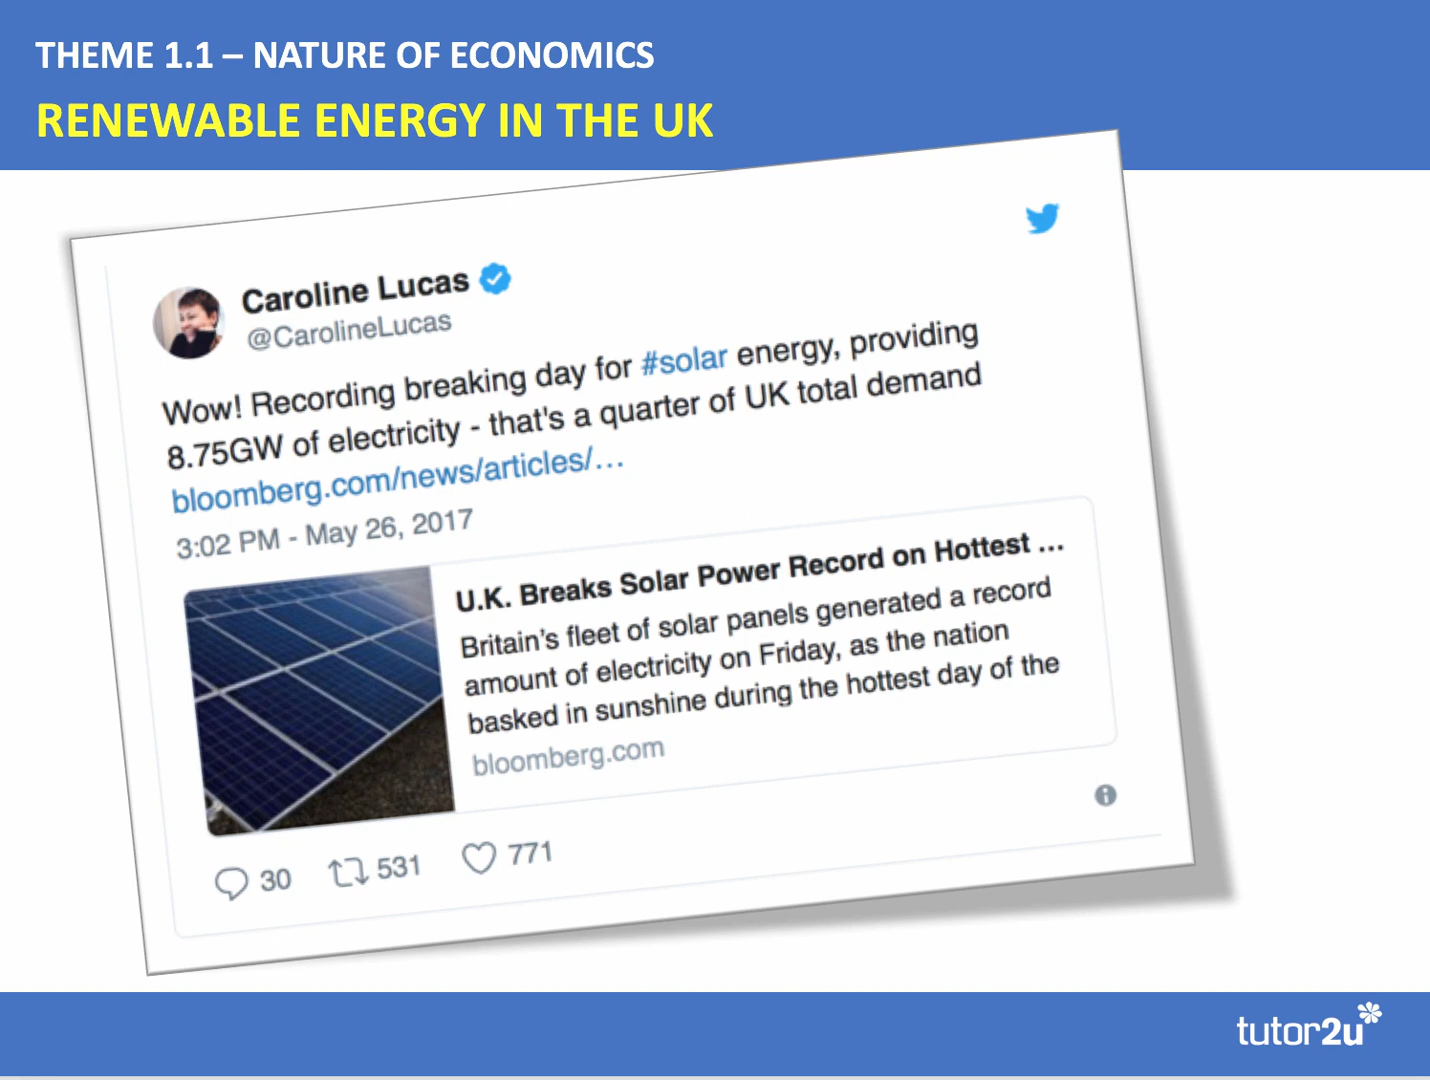 THEME 1.1 – NATURE OF ECONOMICS
RENEWABLE ENERGY IN THE UK
Caroline Lucas
@CarolineLucas
Wow! Recording breaking day for #solar energy, providing
8.75GW of electricity - that's a quarter of UK total demand
bloomberg.com/news/articles/…
3:02 PM - May 26, 2017
U.K. Breaks Solar Power Record on Hottest …
Britain's fleet of solar panels generated a record
amount of electricity on Friday, as the nation
basked in sunshine during the hottest day of the
bloomberg.com
30 531 771
tutor2u